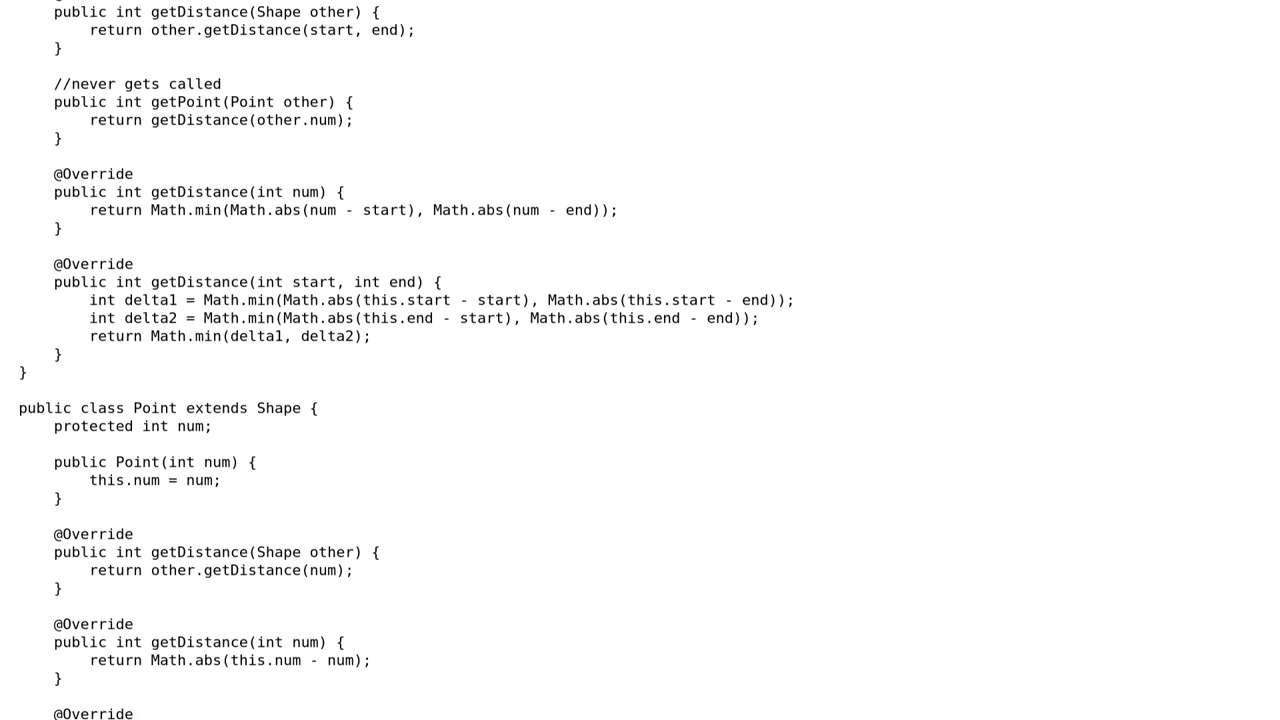 public int getDistance(Shape other) {
return other.getDistance(start, end);
}
//never gets called
public int getPoint(Point other) {
return getDistance(other.num);
}
@Override
public int getDistance(int num) {
return Math.min(Math.abs(num - start), Math.abs(num - end));
}
@Override
public int getDistance(int start, int end) {
int delta1 = Math.min(Math.abs(this.start - start), Math.abs(this.start - end));
int delta2 = Math.min(Math.abs(this.end - start), Math.abs(this.end - end));
return Math.min(delta1, delta2);
}
}
public class Point extends Shape {
protected int num;
public Point(int num) {
this.num = num;
}
@Override
public int getDistance(Shape other) {
return other.getDistance(num);
}
@Override
public int getDistance(int num) {
return Math.abs(this.num - num);
}
@Override